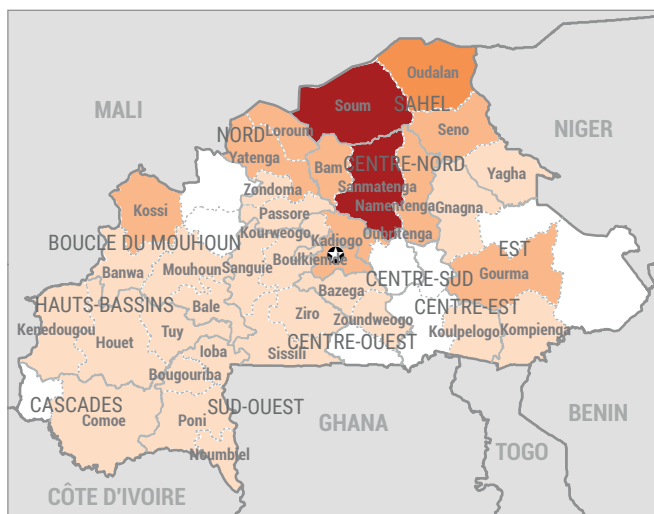 Oudalan
MALI
Soum
SAHEL
NORD
Loroum
Seno
NIGER
Yatenga
Bam
CENTRE-NORD
Yagha
Zondoma
Sanmatenga
Kossi
Passore
Namentenga
Gnagna
Kourweogo
Oubritenga
BOUCLE DU MOUHOUN
Kadiogo
EST
Banwa
Mouhoun
Sanguie
Boulkiemde
CENTRE-SUD
Gourma
HAUTS-BASSINS
Bale
Bazega
CENTRE-EST
Kenedougou
Houet
Tuy
Ziro
Zoundweogo
Koulpelogo
Kompienga
Ioba
Sissili
CENTRE-OUEST
Bougouriba
CASCADES
SUD-OUEST
Comoe
Poni
GHANA
BENIN
Noumbiel
TOGO
CÔTE D'IVOIRE